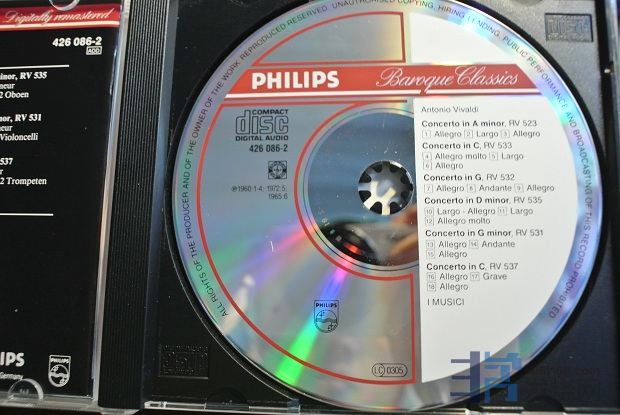 Digitally remastered
426 086-2
ADD
minor, RV 535
neur
2 Oboen
RV 531
eur
Violoncelli
537
2 Trompeten
IPS
Germany
ALL RIGHTS OF THE PRODUCER AND OF THE OWNER OF THE WORK REPRODUCED RESERVED. UNAUTHORISED COPYING, HIRING, LENDING, PUBLIC PERFORMANCE AND BROADCASTING OF THIS RECORD PROHIBITED
PHILIPS
Baroque Classics
COMPACT
disc
DIGITAL AUDIO
426 086-2
Ⓟ1960:1-4; 1972:5;
1965:6
Antonio Vivaldi
Concerto in A minor, RV 523
1 Allegro 2 Largo 3 Allegro
Concerto in C, RV 533
4 Allegro molto 5 Largo
6 Allegro
Concerto in G, RV 532
7 Allegro 8 Andante 9 Allegro
Concerto in D minor, RV 535
10 Largo - Allegro 11 Largo
12 Allegro molto
Concerto in G minor, RV 531
13 Allegro 14 Andante
15 Allegro
Concerto in C, RV 537
16 Allegro 17 Grave
18 Allegro
I MUSICI
PHILIPS
LC 0305